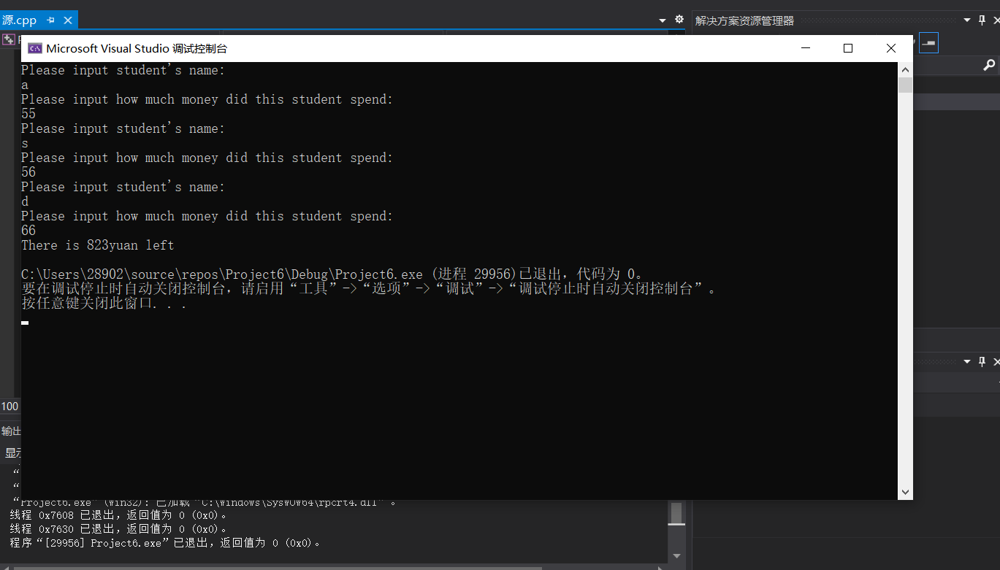 源.cpp
解决方案资源管理器
Microsoft Visual Studio 调试控制台
Please input student's name:
a
Please input how much money did this student spend:
55
Please input student's name:
s
Please input how much money did this student spend:
56
Please input student's name:
d
Please input how much money did this student spend:
66
There is 823yuan left
C:\Users\28902\source\repos\Project6\Debug\Project6.exe (进程 29956)已退出，代码为 0。
要在调试停止时自动关闭控制台，请启用“工具”->“选项”->“调试”->“调试停止时自动关闭控制台”。
按任意键关闭此窗口. . .
100
输出
显示
“
“
“Project6.exe”(Win32): 已加载“C:\Windows\SysWOW64\rpcrt4.dll”。
线程 0x7608 已退出，返回值为 0 (0x0)。
线程 0x7630 已退出，返回值为 0 (0x0)。
程序“[29956] Project6.exe”已退出，返回值为 0 (0x0)。